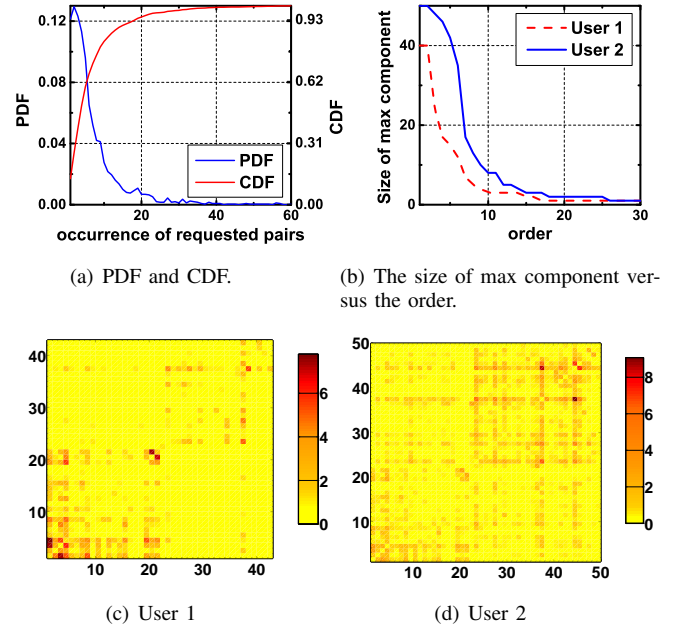 0.12
0.08
0.04
0.00
PDF
0.93
0.62
0.31
0.00
CDF
PDF
CDF
0 20 40 60
occurrence of requested pairs
(a) PDF and CDF.
Size of max component
40
20
0
User 1
User 2
10 20 30
order
(b) The size of max component ver-
sus the order.
40
30
20
10
10 20 30 40
6
4
2
0
(c) User 1
50
40
30
20
10
10 20 30 40 50
8
6
4
2
0
(d) User 2